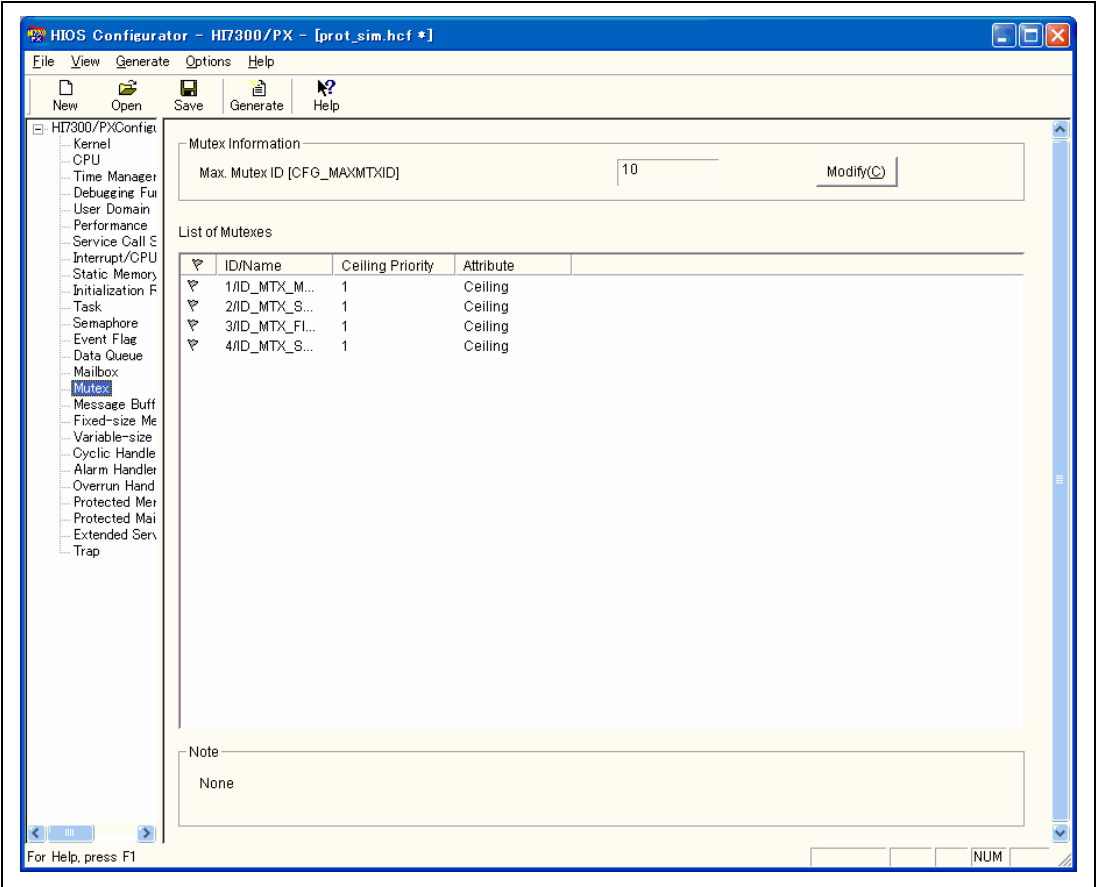 HIOS Configurator - HI7300/PX - [prot_sim.hcf *]
File View Generate Options Help
New Open Save Generate Help
HI7300/PXConfigu
Kernel
CPU
Time Manager
Debugging Fu
User Domain
Performance
Service Call S
Interrupt/CPU
Static Memory
Initialization R
Task
Semaphore
Event Flag
Data Queue
Mailbox
Mutex
Message Buff
Fixed-size Me
Variable-size
Cyclic Handle
Alarm Handler
Overrun Hand
Protected Mer
Protected Mai
Extended Serv
Trap
Mutex Information
Max. Mutex ID [CFG_MAXMTXID] 10 Modify(C)
List of Mutexes
ID/Name Ceiling Priority Attribute
1/ID_MTX_M... 1 Ceiling
2/ID_MTX_S... 1 Ceiling
3/ID_MTX_FI... 1 Ceiling
4/ID_MTX_S... 1 Ceiling
Note
None
For Help, press F1 NUM